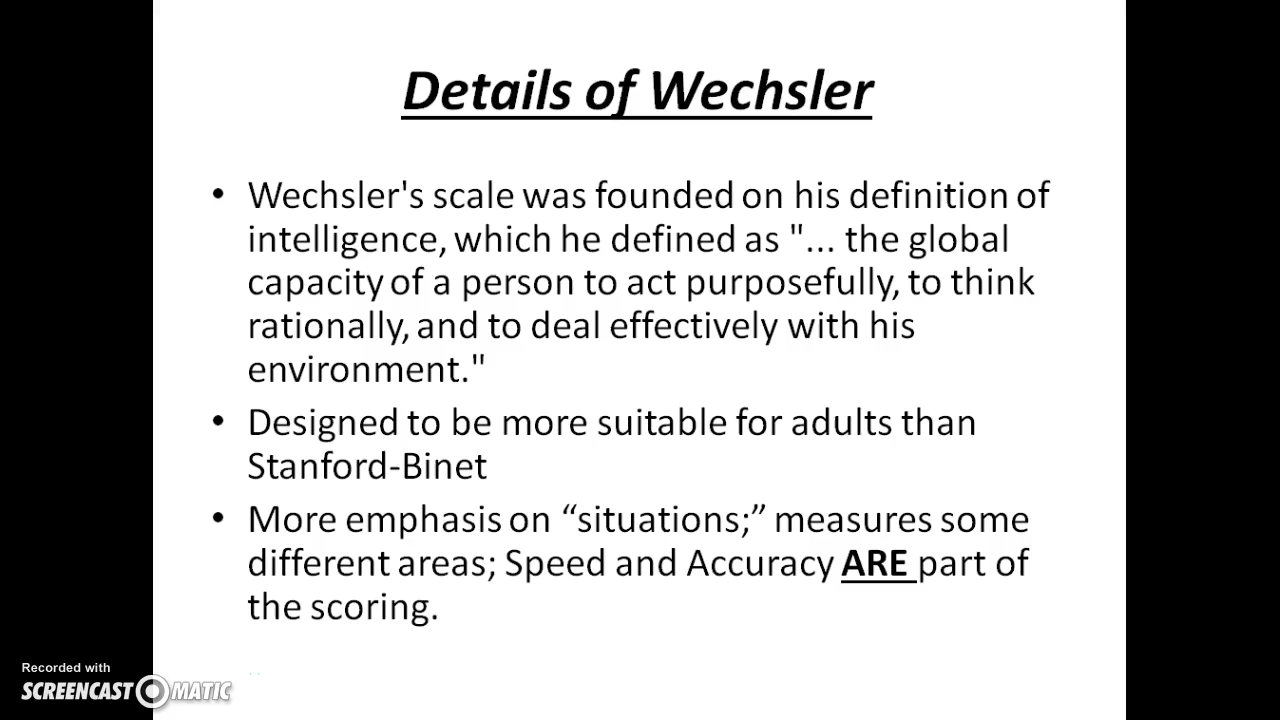 Details of Wechsler
• Wechsler's scale was founded on his definition of
intelligence, which he defined as "... the global
capacity of a person to act purposefully, to think
rationally, and to deal effectively with his
environment."
• Designed to be more suitable for adults than
Stanford-Binet
• More emphasis on “situations;” measures some
different areas; Speed and Accuracy ARE part of
the scoring.
Recorded with
SCREENCAST MATIC